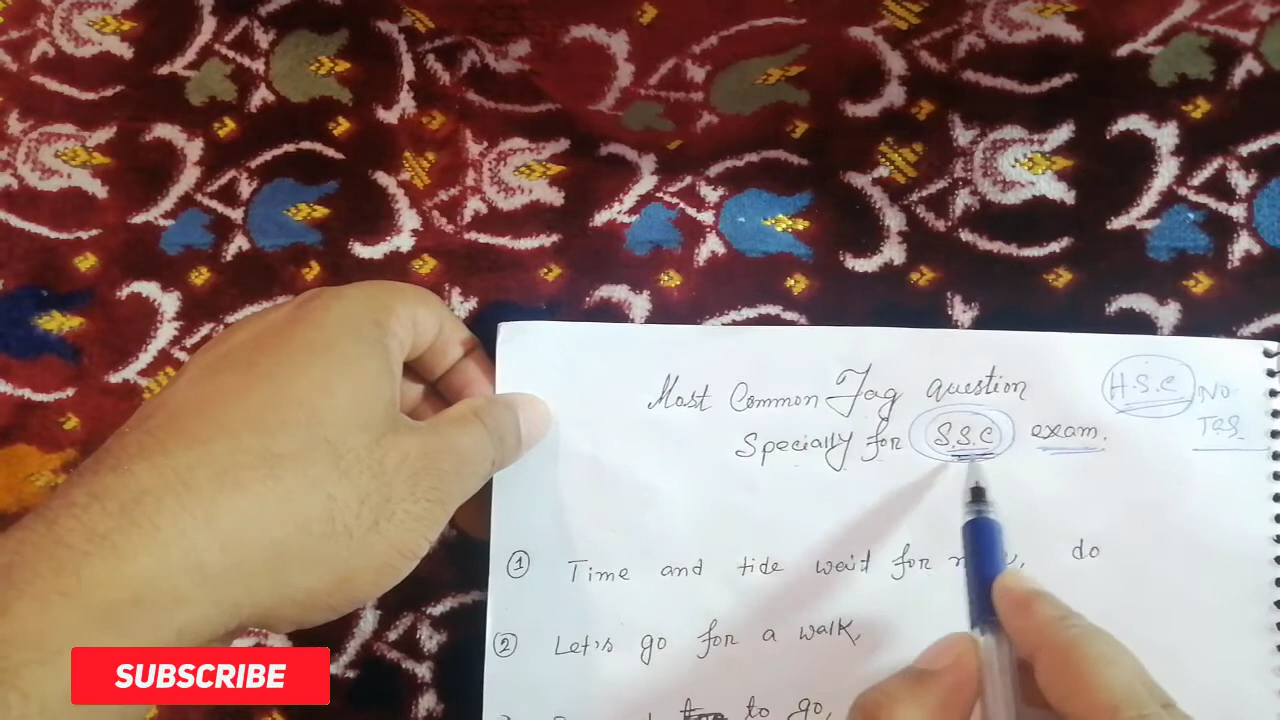 Most Common Tag question
Specially for S.S.C exam.
H.S.C
No
① Time and tide wait for do
② Let's go for a walk,
to go,
SUBSCRIBE